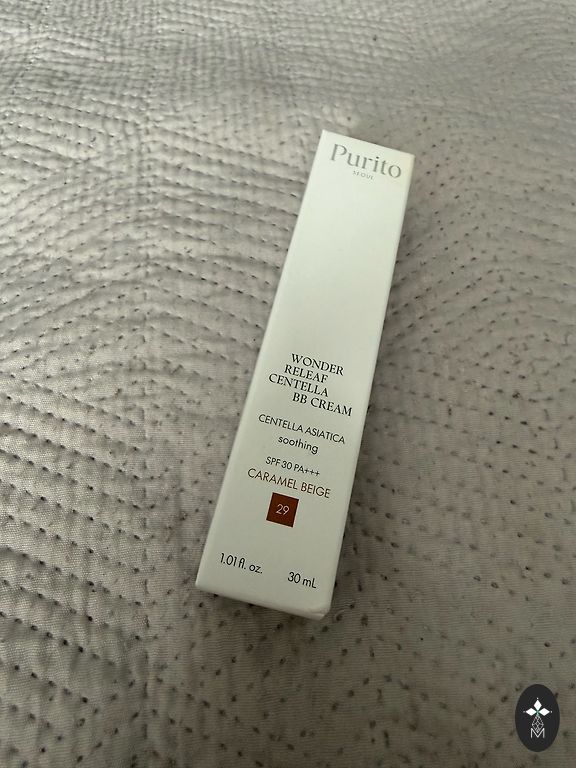 Purito
SEOUL
WONDER
RELEAF
CENTELLA
BB CREAM
CENTELLA ASIATICA
soothing
SPF 30 PA+++
CARAMEL BEIGE
29
1.01 fl. oz. 30 mL
M